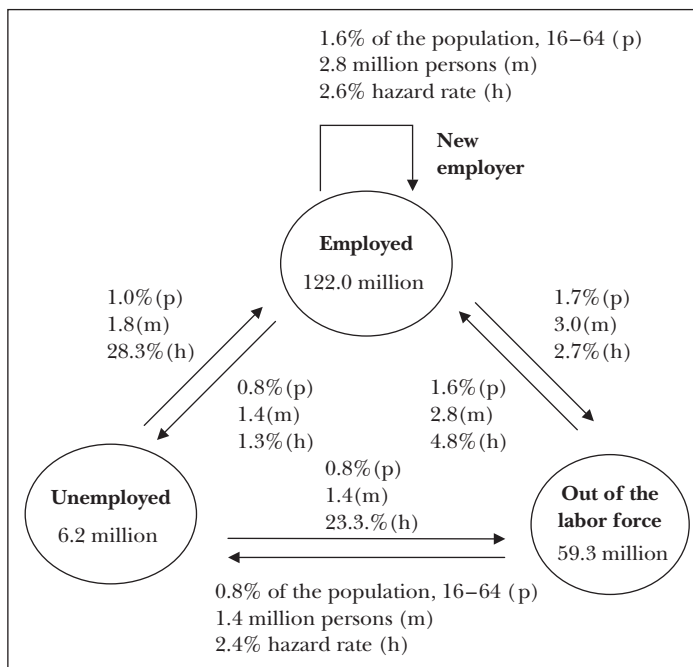 1.6% of the population, 16–64 (p)
2.8 million persons (m)
2.6% hazard rate (h)
New
employer
Employed
122.0 million
1.0%(p)
1.8(m)
28.3%(h)
1.7%(p)
3.0(m)
2.7%(h)
0.8%(p)
1.4(m)
1.3%(h)
1.6%(p)
2.8(m)
4.8%(h)
Unemployed
6.2 million
0.8%(p)
1.4(m)
23.3.%(h)
Out of the
labor force
59.3 million
0.8% of the population, 16–64 (p)
1.4 million persons (m)
2.4% hazard rate (h)